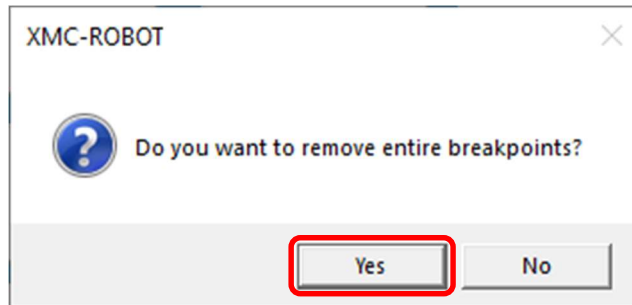 XMC-ROBOT
Do you want to remove entire breakpoints?
Yes
No